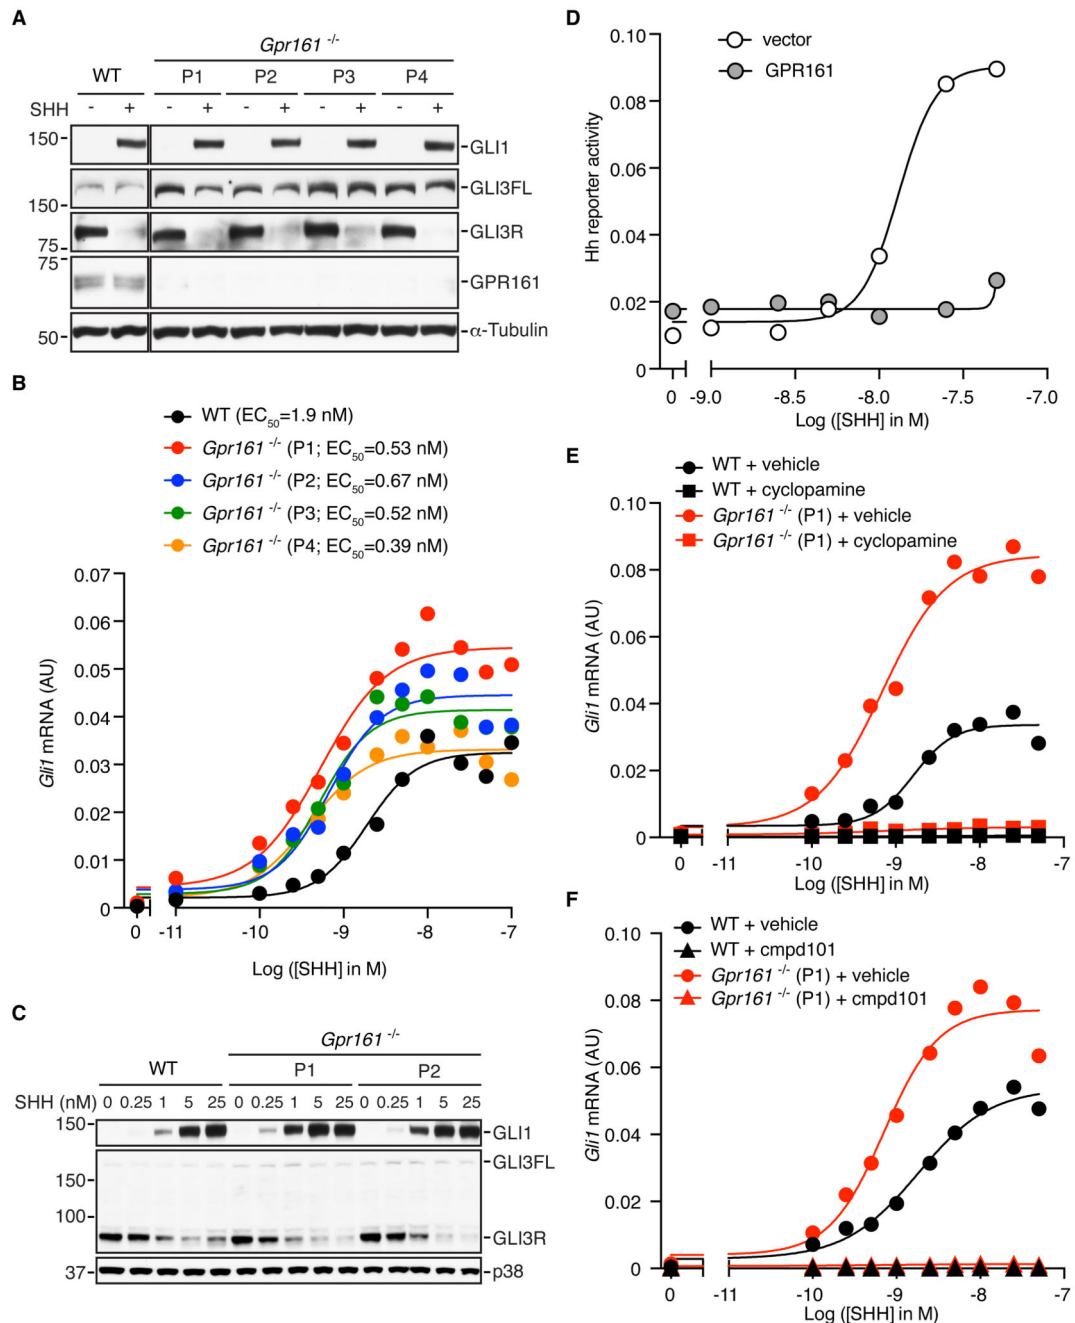 A
Gpr161 -/-
WT P1 P2 P3 P4
SHH - + - + - + - + - +
150 GLI1
GLI3FL
150
GLI3R
75
75
GPR161
50 α-Tubulin
B
WT (EC50=1.9 nM)
Gpr161 -/- (P1; EC50=0.53 nM)
Gpr161 -/- (P2; EC50=0.67 nM)
Gpr161 -/- (P3; EC50=0.52 nM)
Gpr161 -/- (P4; EC50=0.39 nM)
0.07
0.06
0.05
0.04
0.03
0.02
0.01
0
Gli1 mRNA (AU)
0 -11 -10 -9 -8 -7
Log ([SHH] in M)
C
Gpr161 -/-
WT P1 P2
SHH (nM) 0 0.25 1 5 25 0 0.25 1 5 25 0 0.25 1 5 25
150 GLI1
GLI3FL
150
100
GLI3R
37 p38
D
vector
GPR161
0.10
0.08
0.06
0.04
0.02
0
Hh reporter activity
0 -9.0 -8.5 -8.0 -7.5 -7.0
Log ([SHH] in M)
E
WT + vehicle
WT + cyclopamine
Gpr161 -/- (P1) + vehicle
Gpr161 -/- (P1) + cyclopamine
0.10
0.08
0.06
0.04
0.02
0
Gli1 mRNA (AU)
0 -11 -10 -9 -8 -7
Log ([SHH] in M)
F
WT + vehicle
WT + cmpd101
Gpr161 -/- (P1) + vehicle
Gpr161 -/- (P1) + cmpd101
0.10
0.08
0.06
0.04
0.02
0
Gli1 mRNA (AU)
0 -11 -10 -9 -8 -7
Log ([SHH] in M)